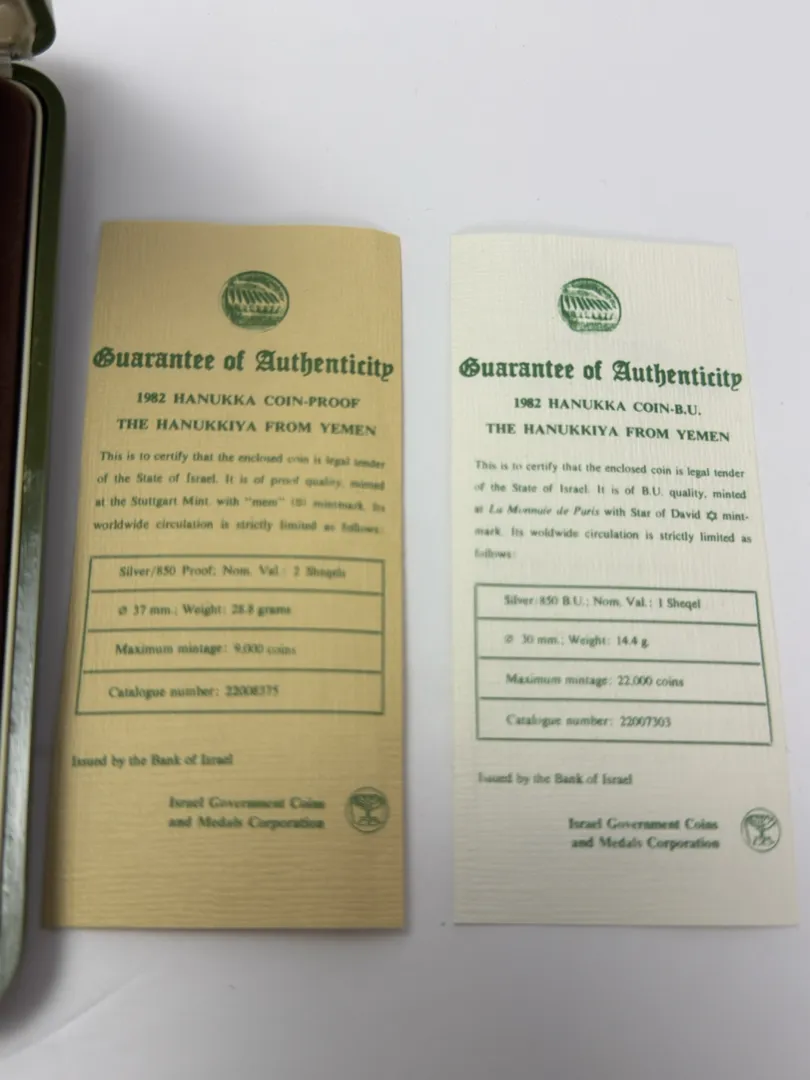 Guarantee of Authenticity
1982 HANUKKA COIN-PROOF
THE HANUKKIYA FROM YEMEN
This is to certify that the enclosed coin is legal tender
of the State of Israel. It is of proof quality, minted
at the Stuttgart Mint, with "mem" mintmark. Its
worldwide circulation is strictly limited as follows:
Silver/850 Proof; Nom. Val.: 2 Sheqels
⌀ 37 mm.; Weight: 28.8 grams
Maximum mintage: 9,000 coins
Catalogue number: 22008375
Issued by the Bank of Israel
Israel Government Coins
and Medals Corporation
Guarantee of Authenticity
1982 HANUKKA COIN-B.U.
THE HANUKKIYA FROM YEMEN
This is to certify that the enclosed coin is legal tender
of the State of Israel. It is of B.U. quality, minted
at La Monnaie de Paris with Star of David ✡ mint-
mark. Its woldwide circulation is strictly limited as
follows:
Silver/850 B.U.; Nom. Val.: 1 Sheqel
⌀ 30 mm.; Weight: 14.4 g.
Maximum mintage: 22,000 coins
Catalogue number: 22007303
Issued by the Bank of Israel
Israel Government Coins
and Medals Corporation